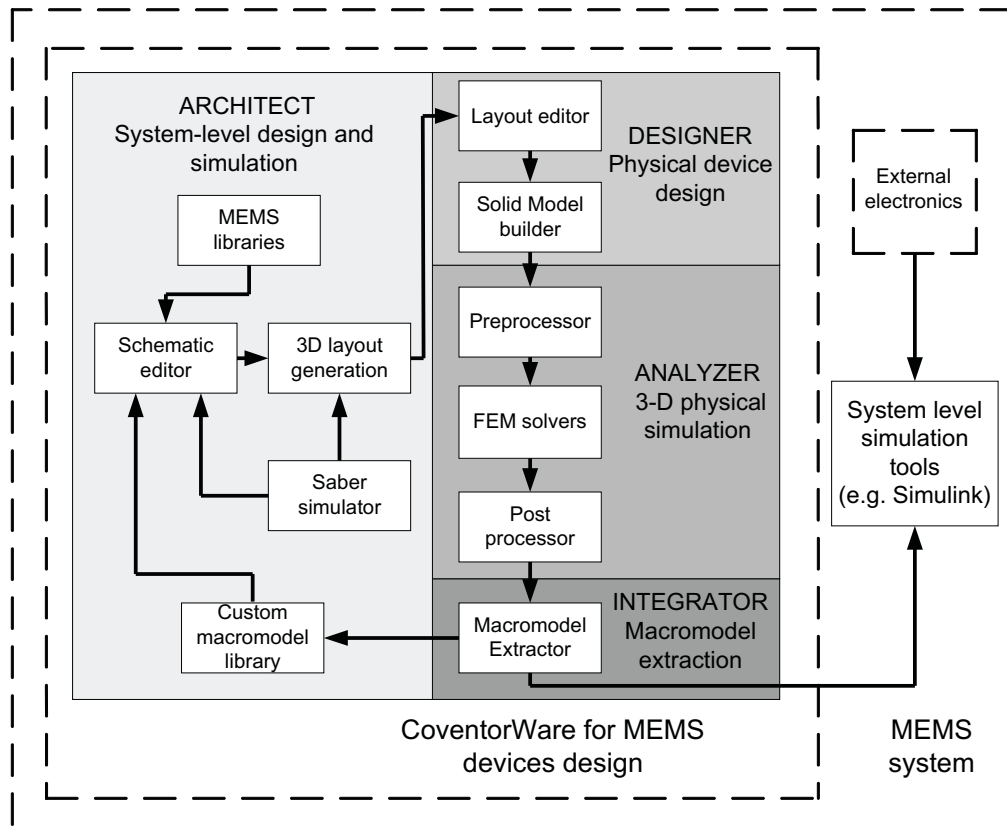 ARCHITECT
System-level design and
simulation
MEMS
libraries
Schematic
editor
3D layout
generation
Saber
simulator
Custom
macromodel
library
Layout editor
Solid Model
builder
DESIGNER
Physical device
design
Preprocessor
FEM solvers
Post
processor
ANALYZER
3-D physical
simulation
Macromodel
Extractor
INTEGRATOR
Macromodel
extraction
CoventorWare for MEMS
devices design
External
electronics
System level
simulation
tools
(e.g. Simulink)
MEMS
system